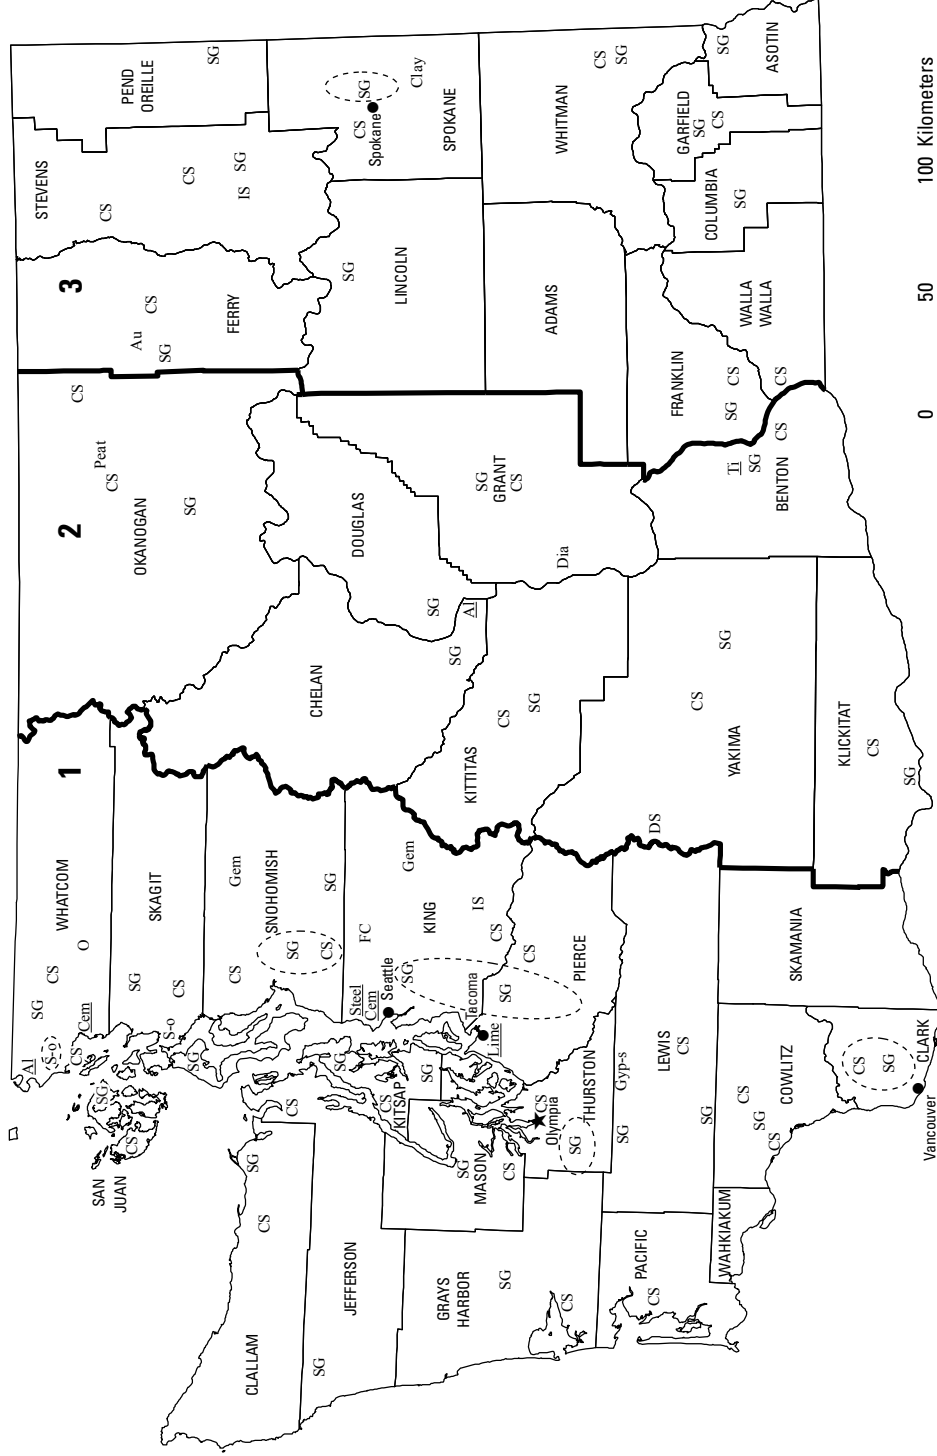 WHATCOM
SG
CS
O
Al
S-o
CS
Cem
1
SAN
JUAN
SG
CS
SKAGIT
SG
CS
S-o
SG
SNOHOMISH
Gem
CS
SG
CS
SG
CLALLAM
SG
CS
JEFFERSON
CS
SG
KITSAP
SG
CS
SG
KING
Gem
FC
Steel
Cem
Seattle
SG
IS
CS
Tacoma
Lime
PIERCE
CS
SG
MASON
SG
CS
GRAYS
HARBOR
SG
CS
THURSTON
CS
Olympia
SG
PACIFIC
CS
LEWIS
Gyp-s
SG
CS
SG
WAHKIAKUM
COWLITZ
CS
SG
CS
SKAMANIA
CLARK
CS
SG
Vancouver
2
OKANOGAN
CS
Peat
CS
SG
CHELAN
SG
DOUGLAS
SG
Al
KITTITAS
CS
SG
GRANT
SG
CS
Dia
YAKIMA
CS
SG
DS
KLICKITAT
CS
SG
BENTON
Ti
SG
CS
3
FERRY
Au
CS
SG
STEVENS
CS
CS
SG
IS
PEND
OREILLE
SG
LINCOLN
SG
SPOKANE
CS
SG
Spokane
Clay
ADAMS
WHITMAN
CS
SG
FRANKLIN
SG
CS
WALLA
WALLA
CS
COLUMBIA
SG
GARFIELD
SG
CS
ASOTIN
SG
0 50 100 Kilometers